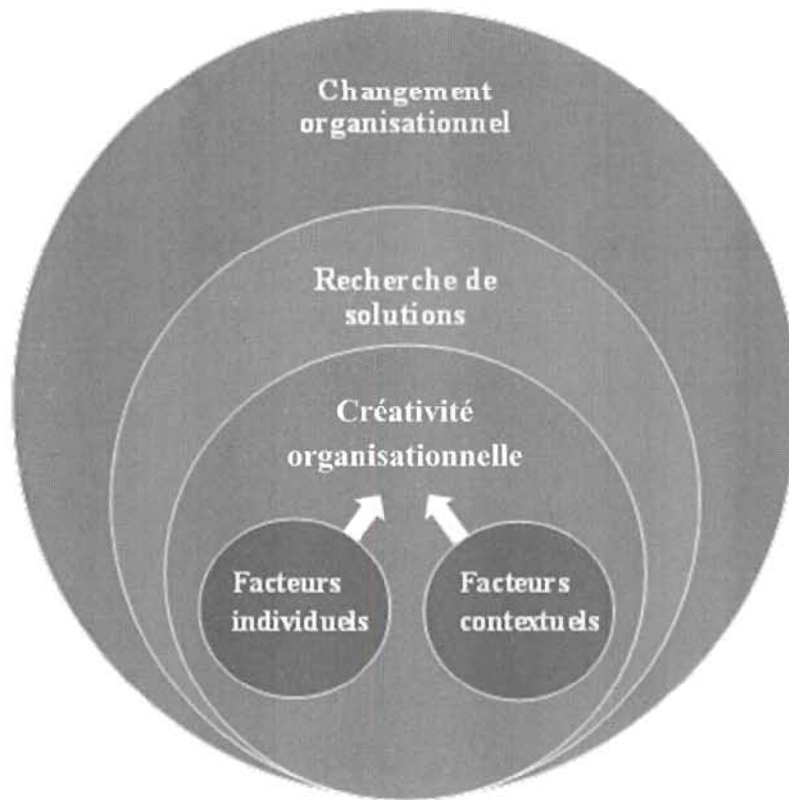 Changement
organisationnel
Recherche de
solutions
Créativité
organisationnelle
Facteurs
individuels
Facteurs
contextuels